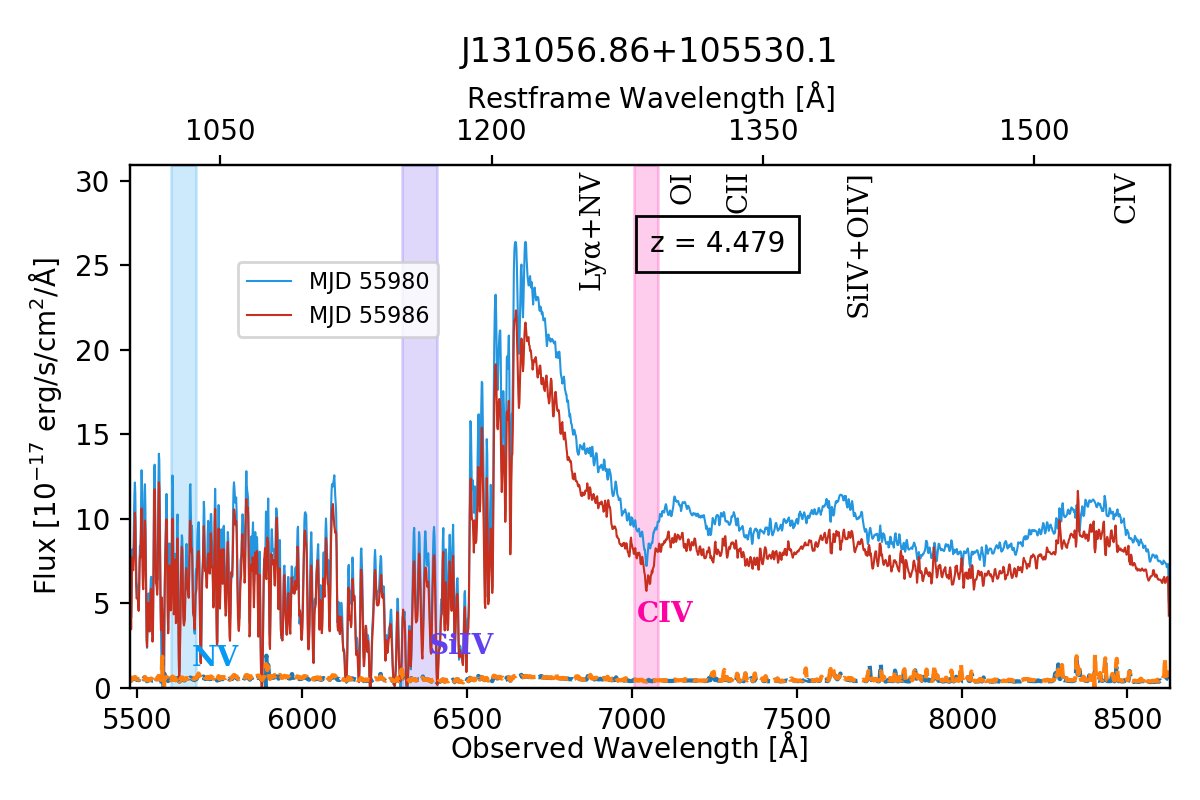 J131056.86+105530.1
Restframe Wavelength [Å]
1050 1200 1350 1500
30
25
20
15
10
5
0
Flux [10⁻¹⁷ erg/s/cm²/Å]
Lyα+NV
OI
CII
SiIV+OIV]
CIV
z = 4.479
MJD 55980
MJD 55986
CIV
SiIV
NV
5500 6000 6500 7000 7500 8000 8500
Observed Wavelength [Å]